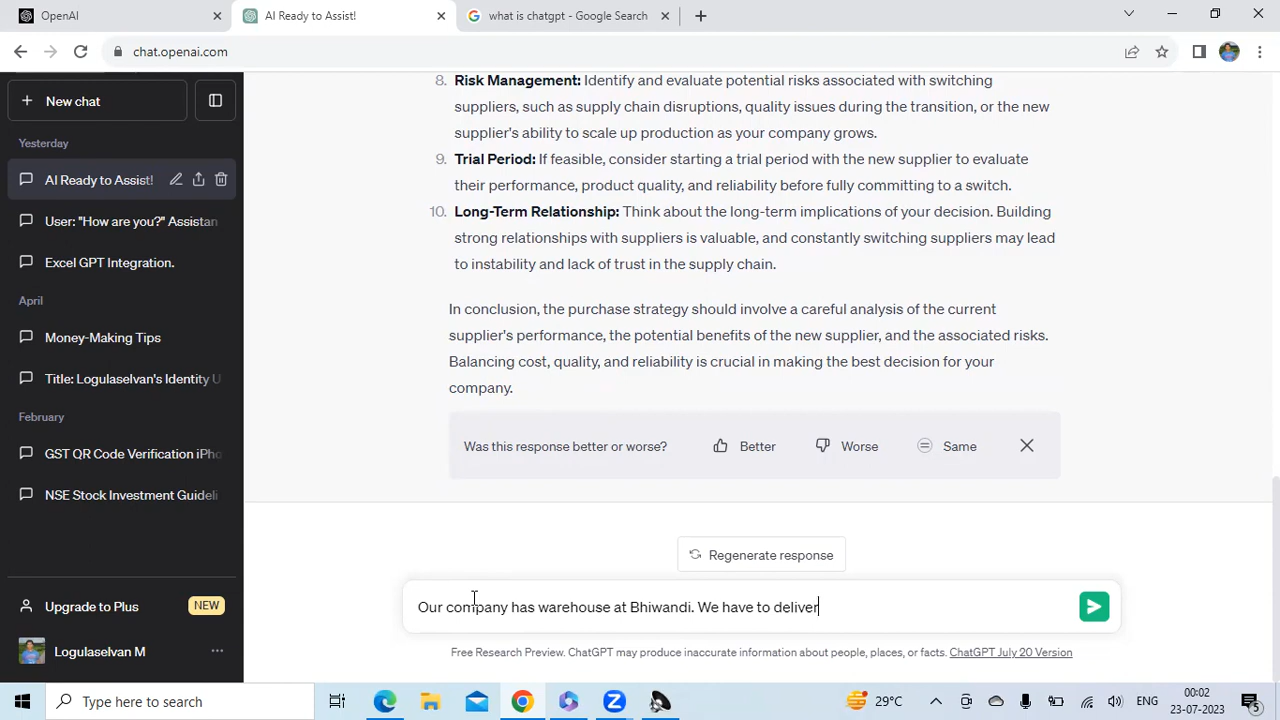 OpenAI
AI Ready to Assist!
what is chatgpt - Google Search
chat.openai.com
New chat
Yesterday
AI Ready to Assist!
User: "How are you?" Assistan
Excel GPT Integration.
April
Money-Making Tips
Title: Logulaselvan's Identity U
February
GST QR Code Verification iPho
NSE Stock Investment Guideli
Upgrade to Plus
NEW
Logulaselvan M
8. Risk Management: Identify and evaluate potential risks associated with switching
suppliers, such as supply chain disruptions, quality issues during the transition, or the new
supplier's ability to scale up production as your company grows.
9. Trial Period: If feasible, consider starting a trial period with the new supplier to evaluate
their performance, product quality, and reliability before fully committing to a switch.
10. Long-Term Relationship: Think about the long-term implications of your decision. Building
strong relationships with suppliers is valuable, and constantly switching suppliers may lead
to instability and lack of trust in the supply chain.
In conclusion, the purchase strategy should involve a careful analysis of the current
supplier's performance, the potential benefits of the new supplier, and the associated risks.
Balancing cost, quality, and reliability is crucial in making the best decision for your
company.
Was this response better or worse?
Better
Worse
Same
Regenerate response
Our company has warehouse at Bhiwandi. We have to deliver
Free Research Preview. ChatGPT may produce inaccurate information about people, places, or facts. ChatGPT July 20 Version
Type here to search
29°C
ENG
00:02
23-07-2023
5